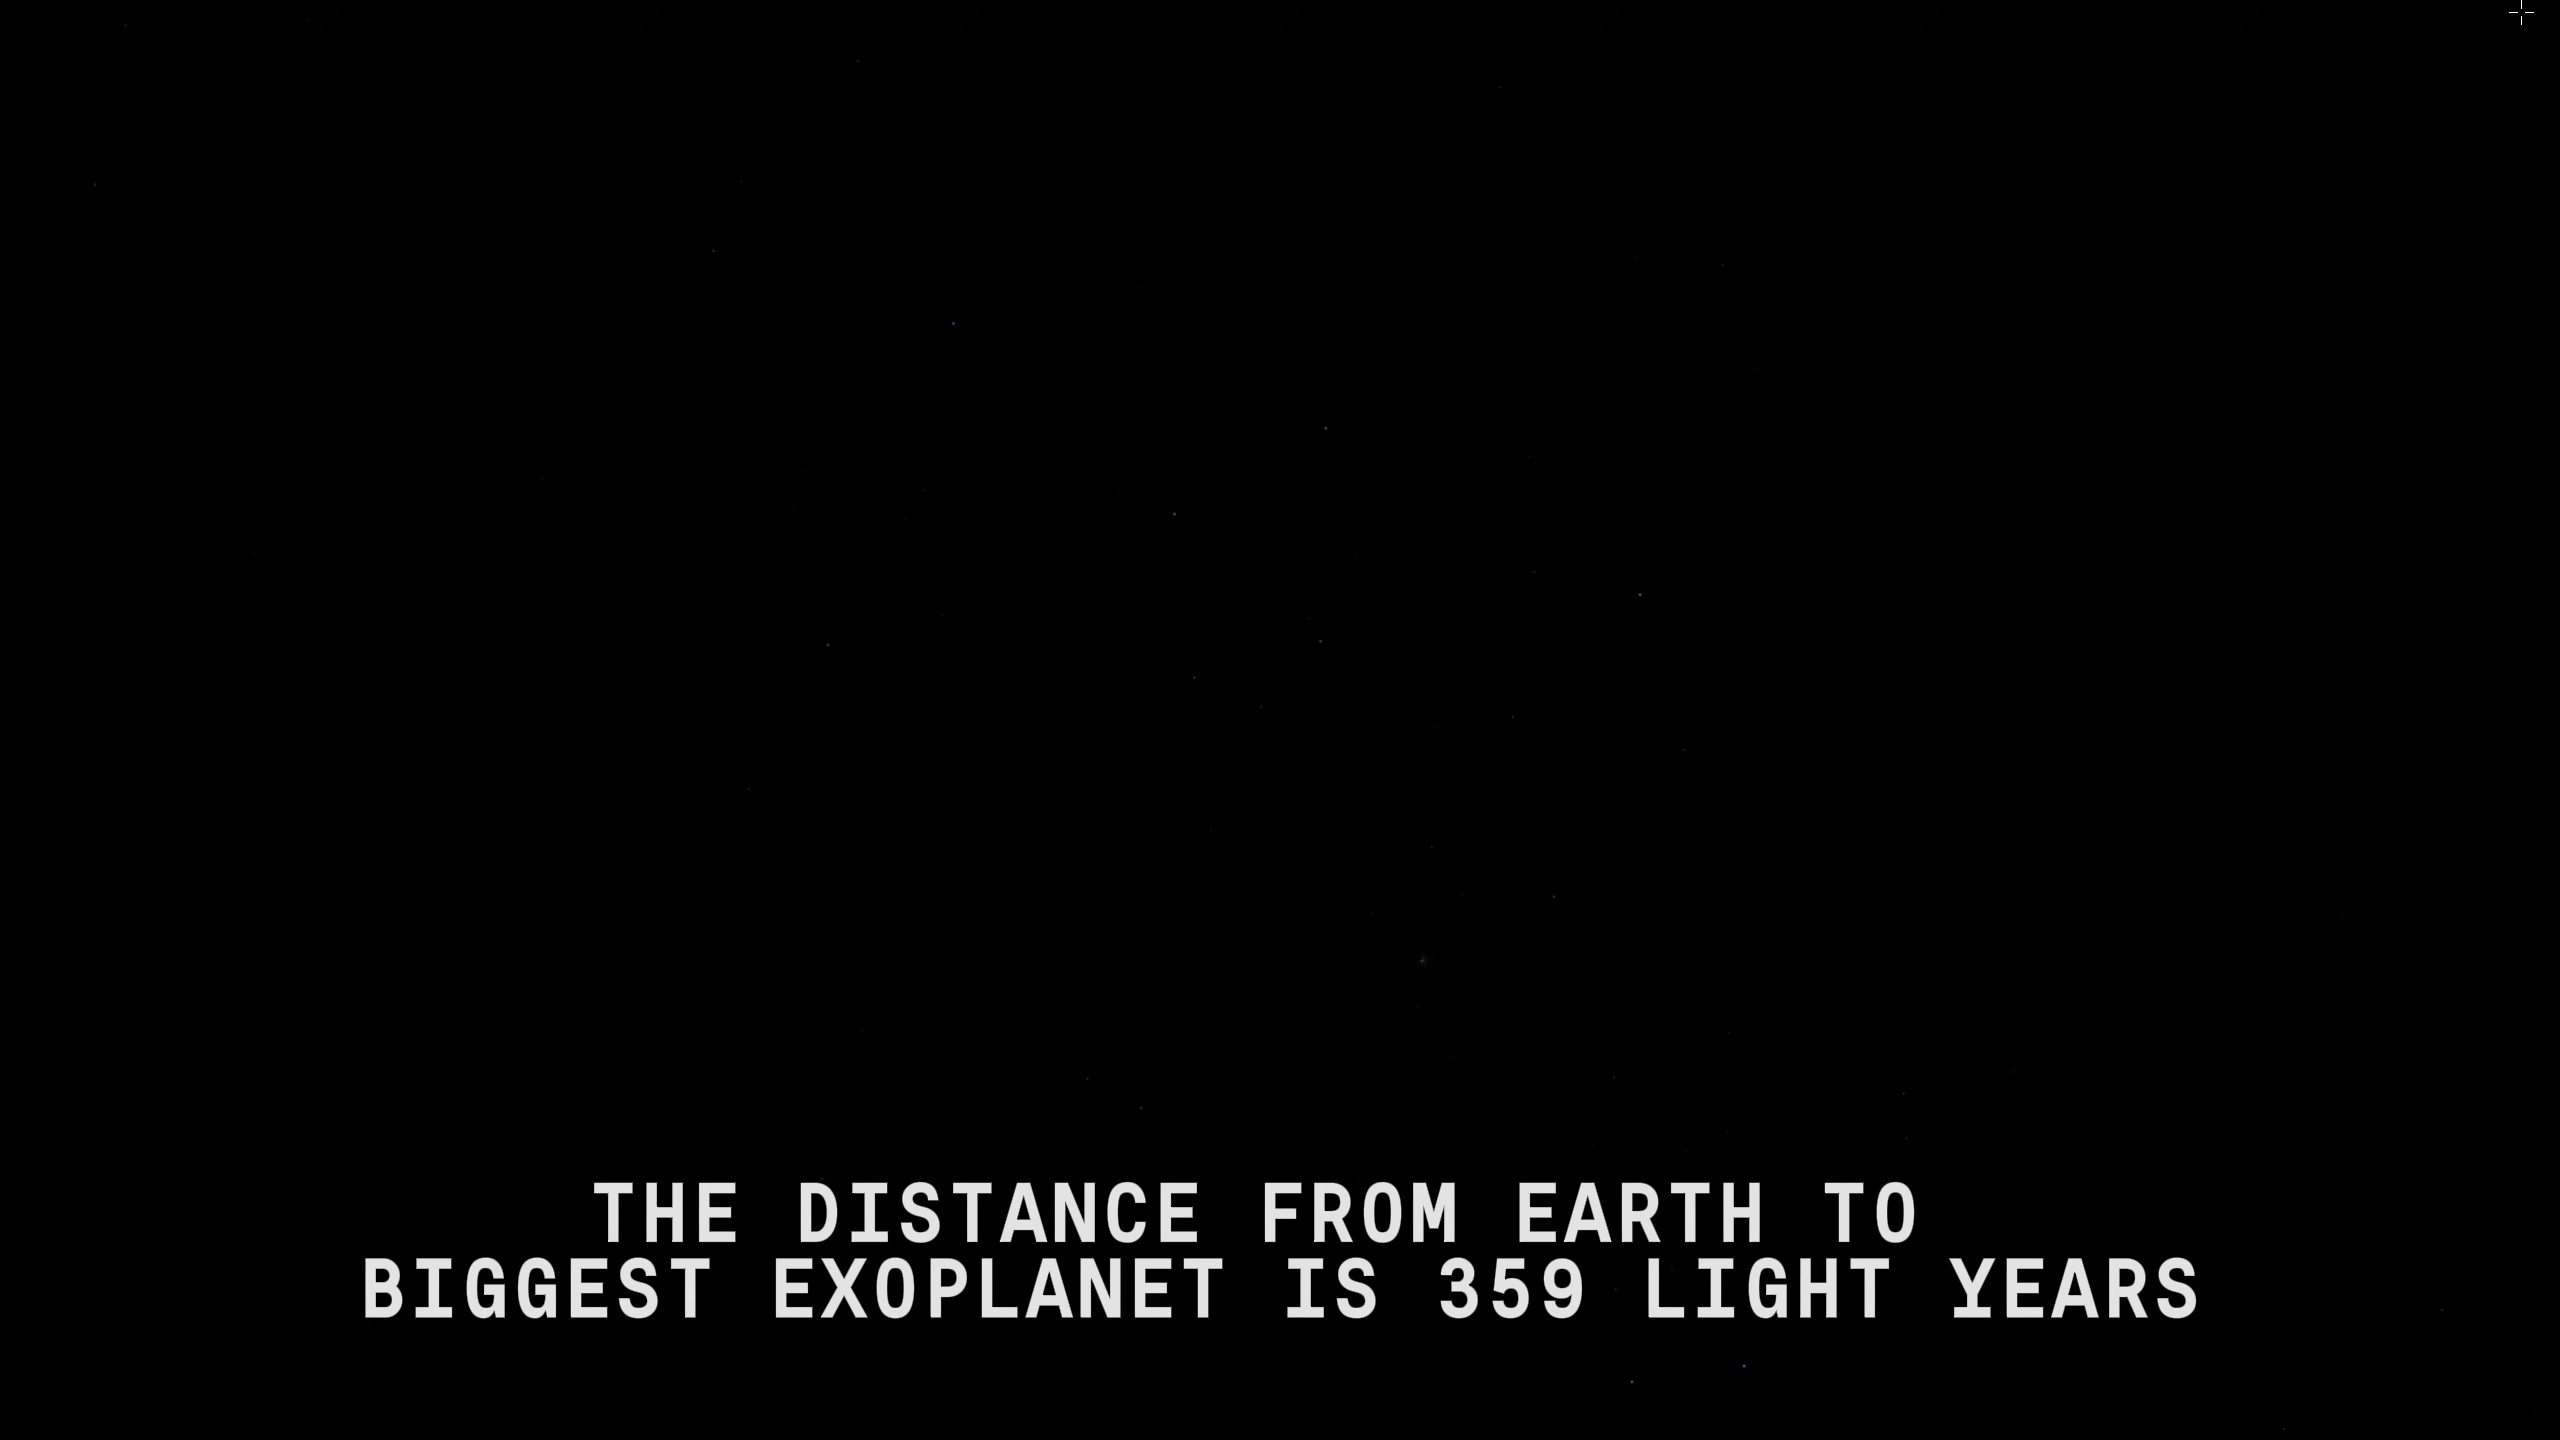 THE DISTANCE FROM EARTH TO
BIGGEST EXOPLANET IS 359 LIGHT YEARS